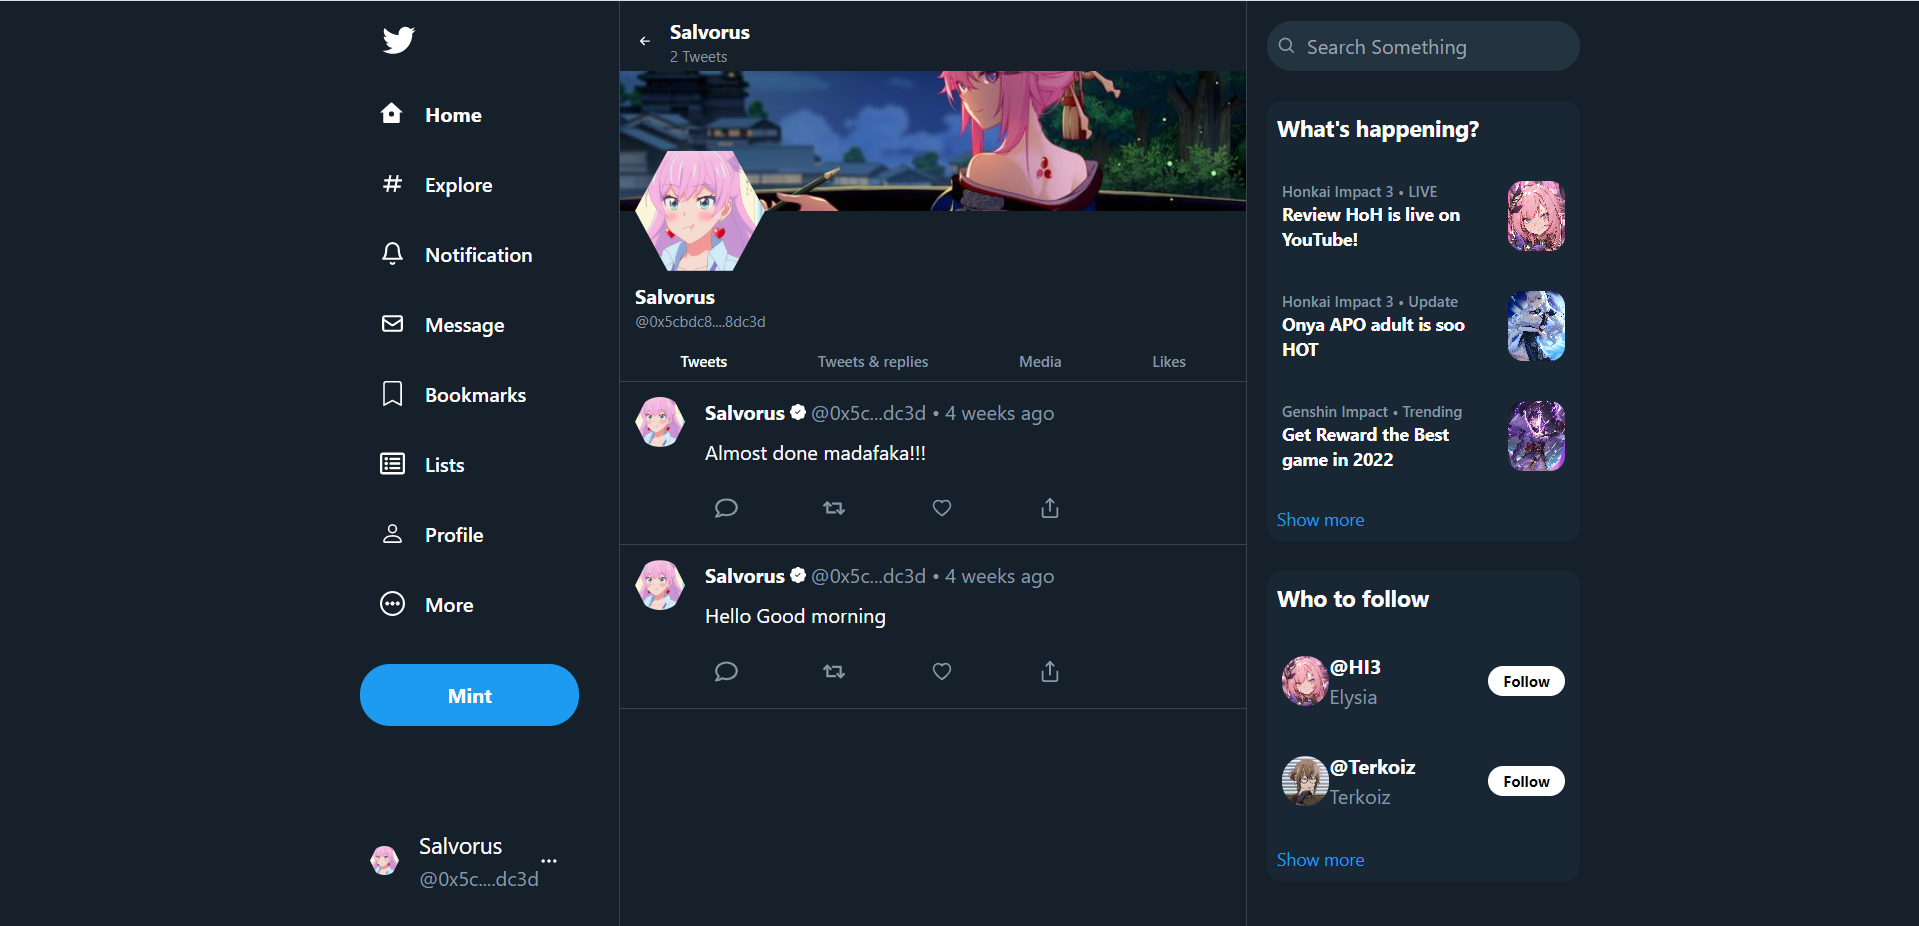 Home
Explore
Notification
Message
Bookmarks
Lists
Profile
More
Mint
Salvorus
@0x5c....dc3d
Salvorus
2 Tweets
Salvorus
@0x5cbdc8....8dc3d
Tweets
Tweets & replies
Media
Likes
Salvorus @0x5c...dc3d • 4 weeks ago
Almost done madafaka!!!
Salvorus @0x5c...dc3d • 4 weeks ago
Hello Good morning
Search Something
What's happening?
Honkai Impact 3 • LIVE
Review HoH is live on
YouTube!
Honkai Impact 3 • Update
Onya APO adult is soo
HOT
Genshin Impact • Trending
Get Reward the Best
game in 2022
Show more
Who to follow
@HI3
Elysia
Follow
@Terkoiz
Terkoiz
Follow
Show more